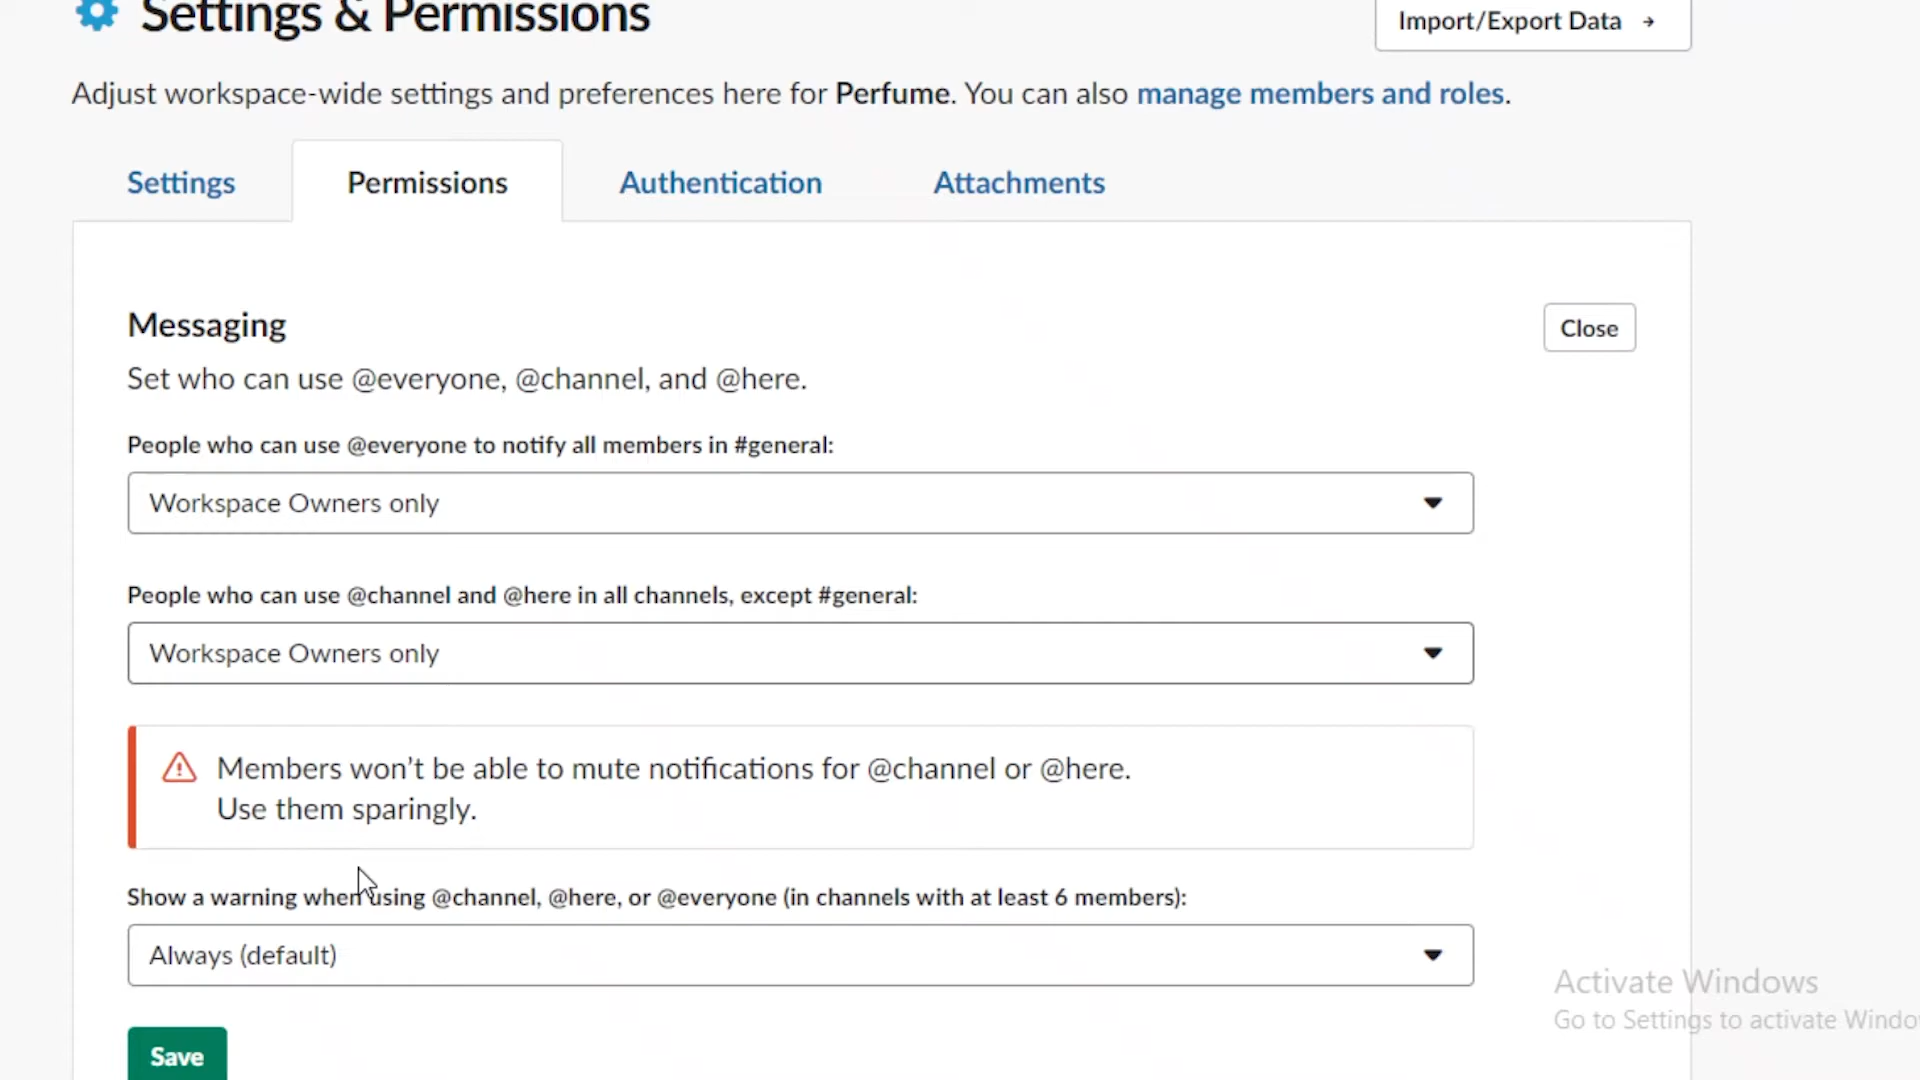 Settings & Permissions
Import/Export Data →
Adjust workspace-wide settings and preferences here for Perfume. You can also manage members and roles.
Settings
Permissions
Authentication
Attachments
Messaging
Close
Set who can use @everyone, @channel, and @here.
People who can use @everyone to notify all members in #general:
Workspace Owners only
People who can use @channel and @here in all channels, except #general:
Workspace Owners only
Members won't be able to mute notifications for @channel or @here.
Use them sparingly.
Show a warning when using @channel, @here, or @everyone (in channels with at least 6 members):
Always (default)
Activate Windows
Go to Settings to activate Windo
Save